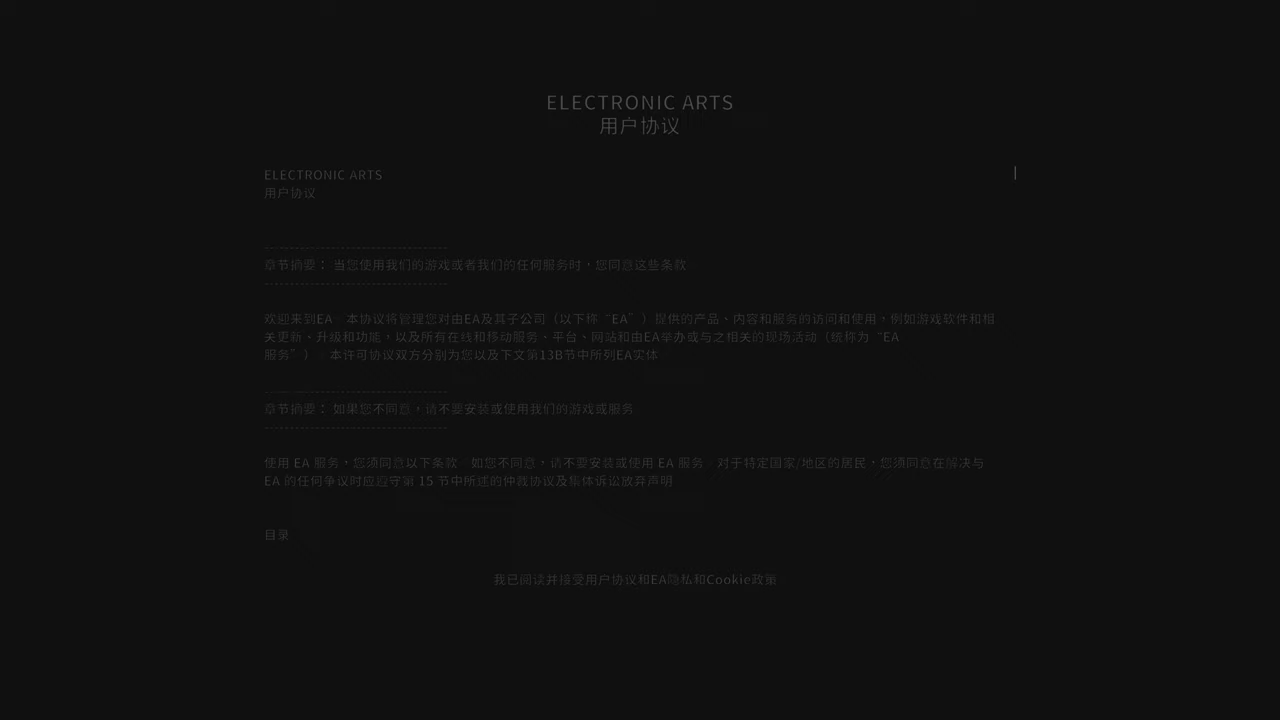 ELECTRONIC ARTS
用户协议
ELECTRONIC ARTS
用户协议
------------------------------------------
章节摘要： 当您使用我们的游戏或者我们的任何服务时，您同意这些条款。
------------------------------------------
欢迎来到EA。本协议将管理您对由EA及其子公司（以下称“EA”）提供的产品、内容和服务的访问和使用，例如游戏软件和相
关更新、升级和功能，以及所有在线和移动服务、平台、网站和由EA举办或与之相关的现场活动（统称为“EA
服务”）。本许可协议双方分别为您以及下文第13B节中所列EA实体
------------------------------------------
章节摘要： 如果您不同意，请不要安装或使用我们的游戏或服务
------------------------------------------
使用 EA 服务，您须同意以下条款。如您不同意，请不要安装或使用 EA 服务。对于特定国家/地区的居民，您须同意在解决与
EA 的任何争议时应遵守第 15 节中所述的仲裁协议及集体诉讼放弃声明
目录
我已阅读并接受用户协议和EA隐私和Cookie政策